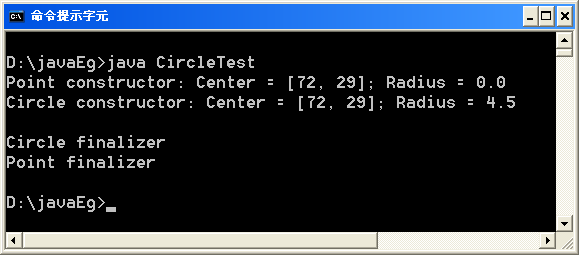 命令提示字元
D:\javaEg>java CircleTest
Point constructor: Center = [72, 29]; Radius = 0.0
Circle constructor: Center = [72, 29]; Radius = 4.5
Circle finalizer
Point finalizer
D:\javaEg>_